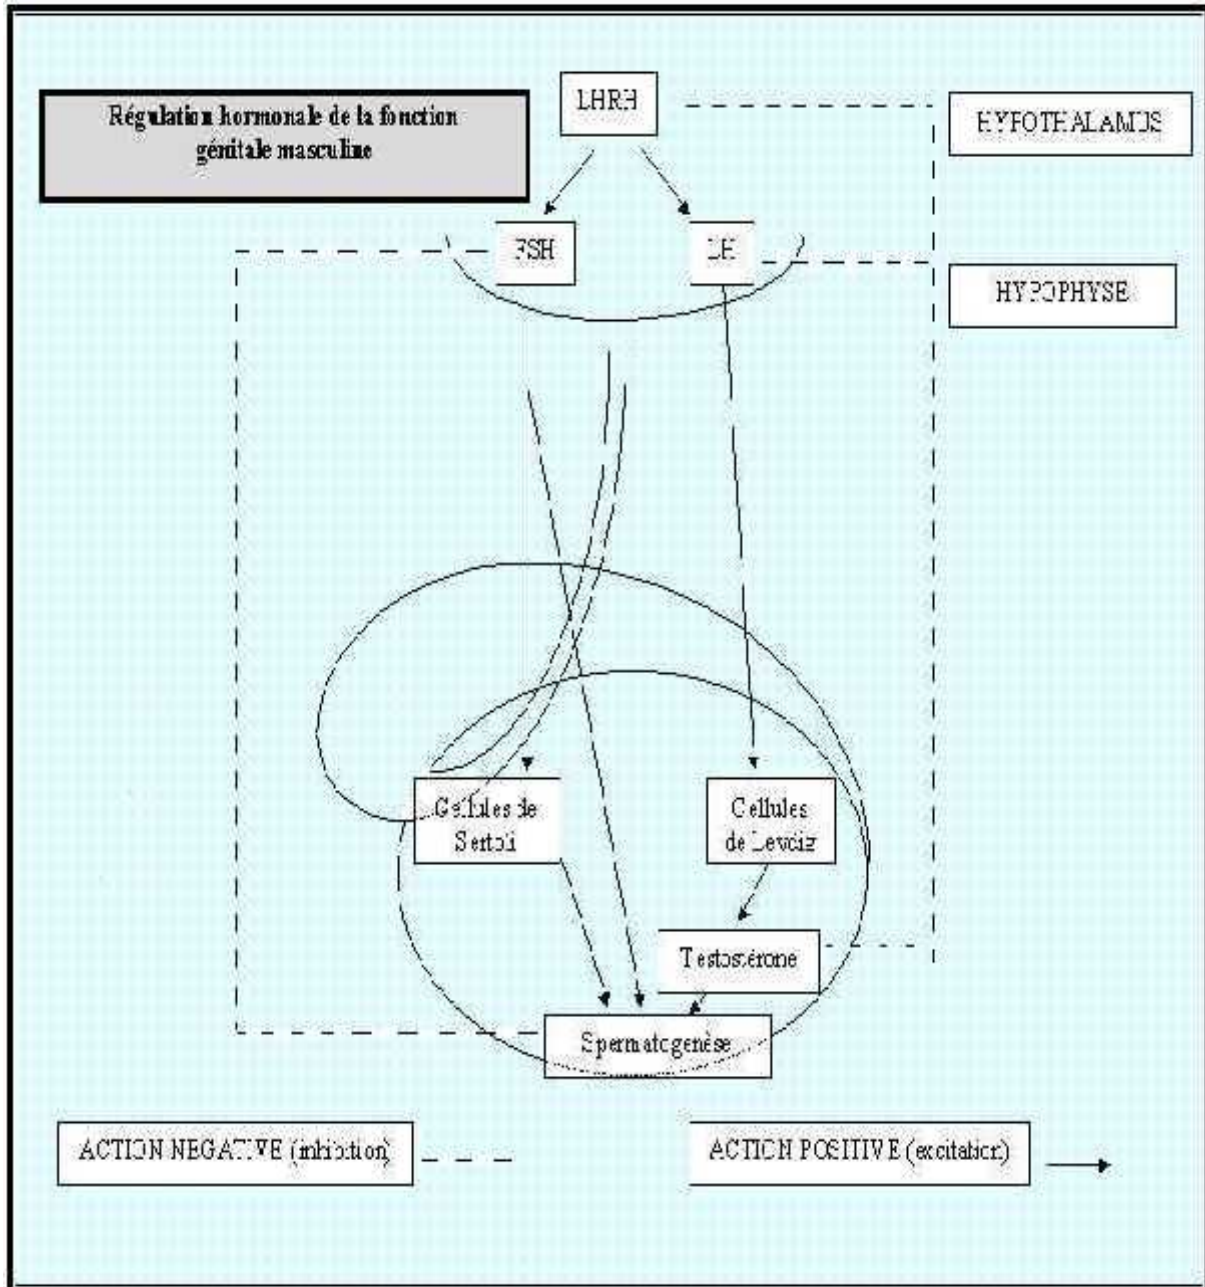 Régulation hormonale de la fonction
génitale masculine
LHRH
HYPOTHALAMUS
FSH
LH
HYPOPHYSE
Cellules de
Sertoli
Cellules
de Leydig
Testostérone
Spermatogenèse
ACTION NEGATIVE (inhibition)
ACTION POSITIVE (excitation)